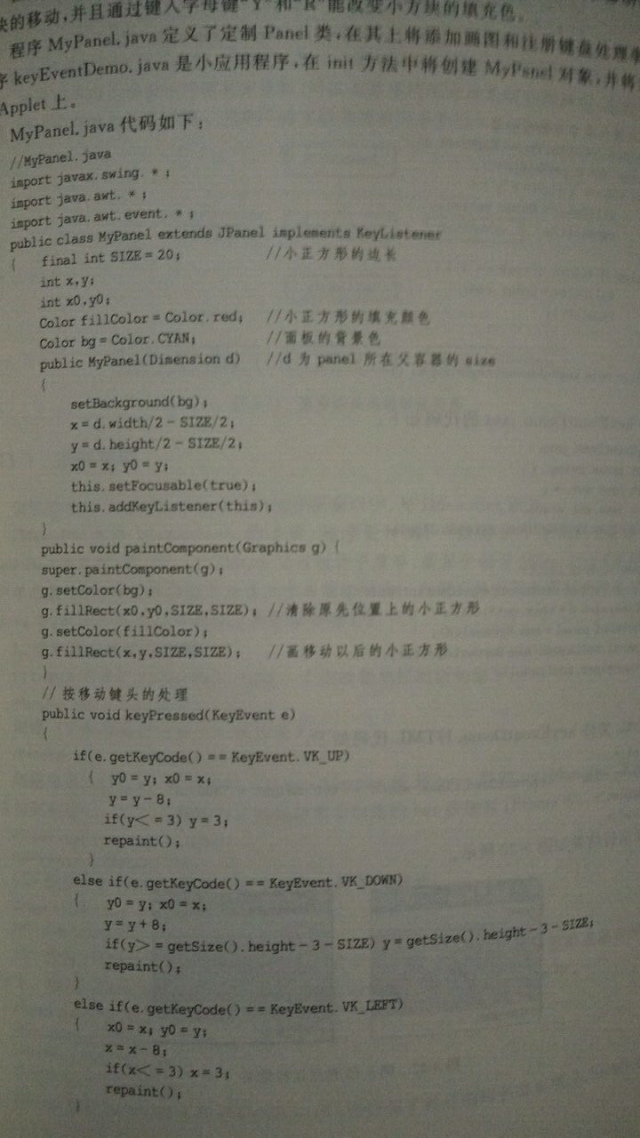 块的移动,并且通过键入字母键“Y”和“R”能改变小方块的填充色。
程序 MyPanel.java 定义了定制 Panel 类,在其上将添加画图和注册键盘处理事
序 keyEventDemo.java 是小应用程序,在 init 方法中将创建 MyPanel 对象,并将
Applet 上。
MyPanel.java 代码如下:
//MyPanel.java
import javax.swing.*;
import java.awt.*;
import java.awt.event.*;
public class MyPanel extends JPanel implements KeyListener
{ final int SIZE = 20; //小正方形的边长
int x,y;
int x0,y0;
Color fillColor = Color.red; //小正方形的填充颜色
Color bg = Color.CYAN; //面板的背景色
public MyPanel(Dimension d) //d 为 panel 所在父容器的 size
{
setBackground(bg);
x = d.width/2 - SIZE/2;
y = d.height/2 - SIZE/2;
x0 = x; y0 = y;
this.setFocusable(true);
this.addKeyListener(this);
}
public void paintComponent(Graphics g) {
super.paintComponent(g);
g.setColor(bg);
g.fillRect(x0,y0,SIZE,SIZE); //清除原先位置上的小正方形
g.setColor(fillColor);
g.fillRect(x,y,SIZE,SIZE); //画移动以后的小正方形
}
// 按移动键头的处理
public void keyPressed(KeyEvent e)
{
if(e.getKeyCode() == KeyEvent.VK_UP)
{ y0 = y; x0 = x;
y = y - 8;
if(y< = 3) y = 3;
repaint();
}
else if(e.getKeyCode() == KeyEvent.VK_DOWN)
{ y0 = y; x0 = x;
y = y + 8;
if(y> = getSize().height - 3 - SIZE) y = getSize().height - 3 - SIZE;
repaint();
}
else if(e.getKeyCode() == KeyEvent.VK_LEFT)
{ x0 = x; y0 = y;
x = x - 8;
if(x< = 3) x = 3;
repaint();
}